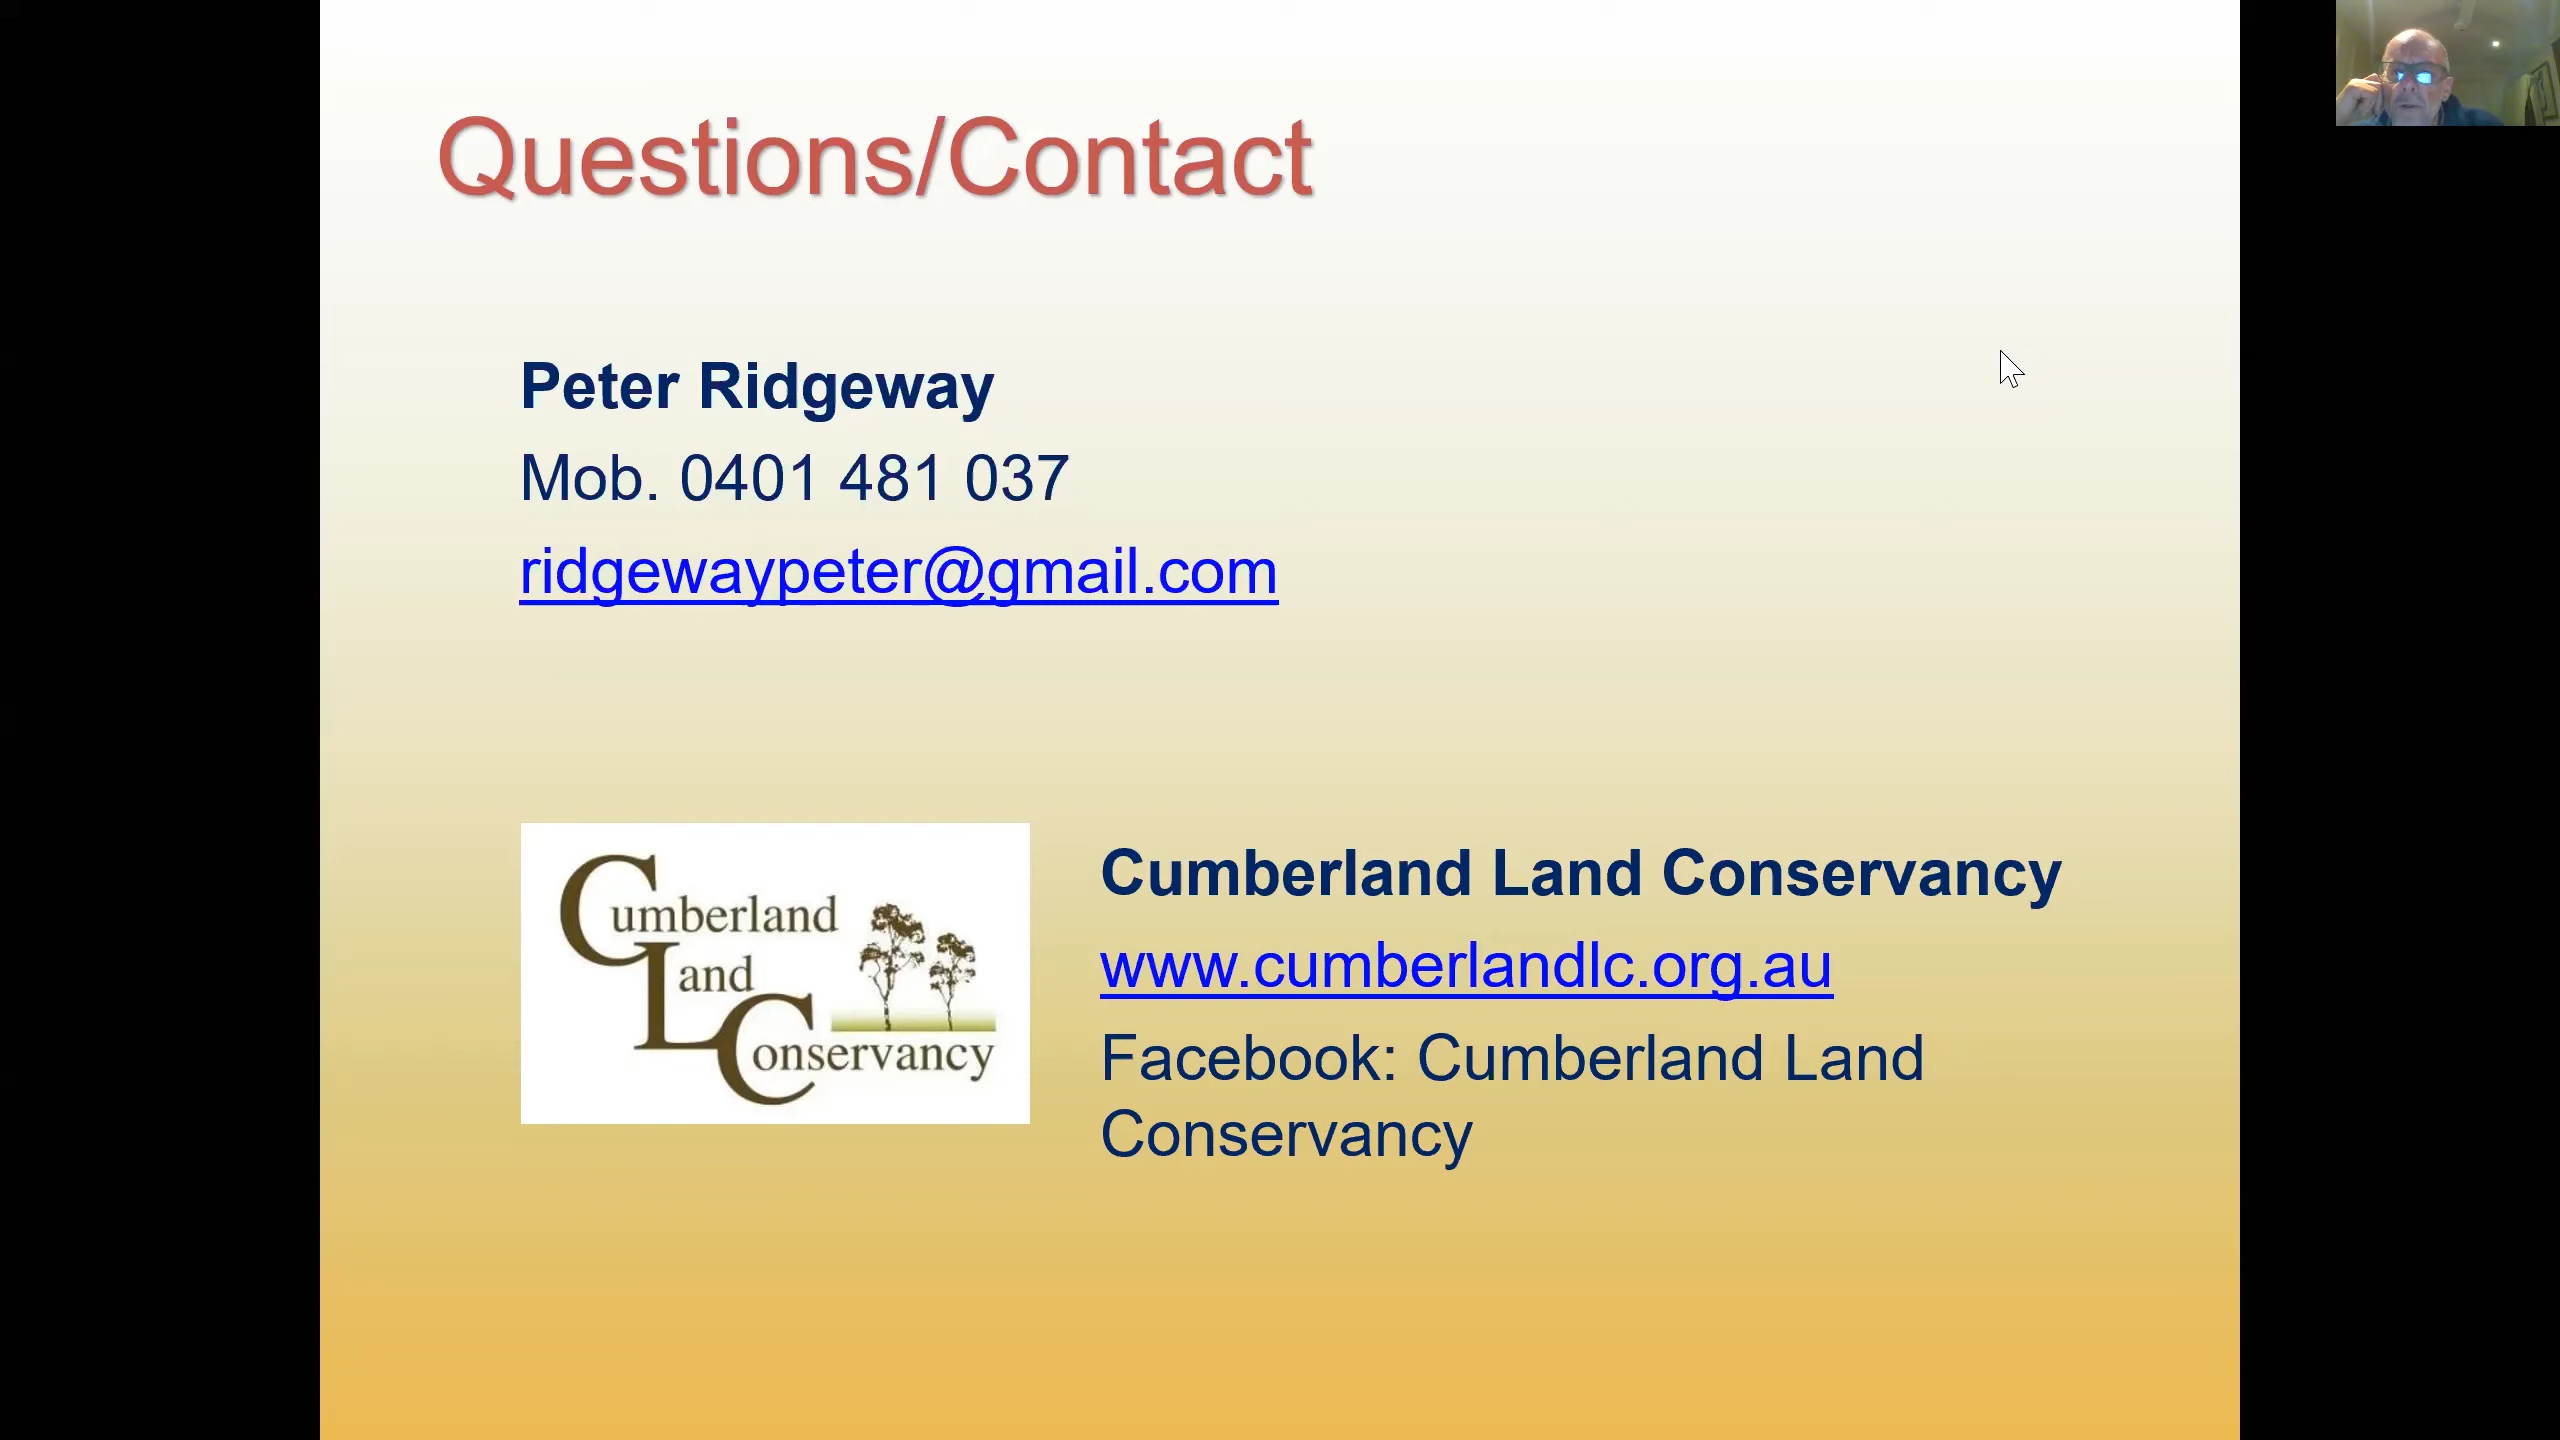 Questions/Contact
Peter Ridgeway
Mob. 0401 481 037
ridgewaypeter@gmail.com
Cumberland
Land
Conservancy
Cumberland Land Conservancy
www.cumberlandlc.org.au
Facebook: Cumberland Land
Conservancy